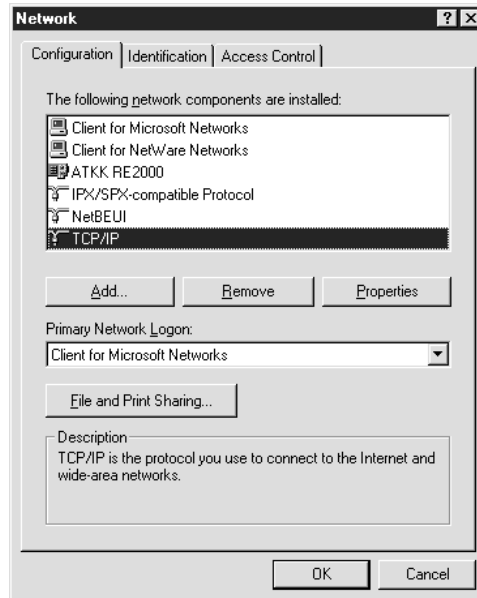 Network
Configuration Identification Access Control
The following network components are installed:
Client for Microsoft Networks
Client for NetWare Networks
ATKK RE2000
IPX/SPX-compatible Protocol
NetBEUI
TCP/IP
Add... Remove Properties
Primary Network Logon:
Client for Microsoft Networks
File and Print Sharing...
Description
TCP/IP is the protocol you use to connect to the Internet and
wide-area networks.
OK Cancel